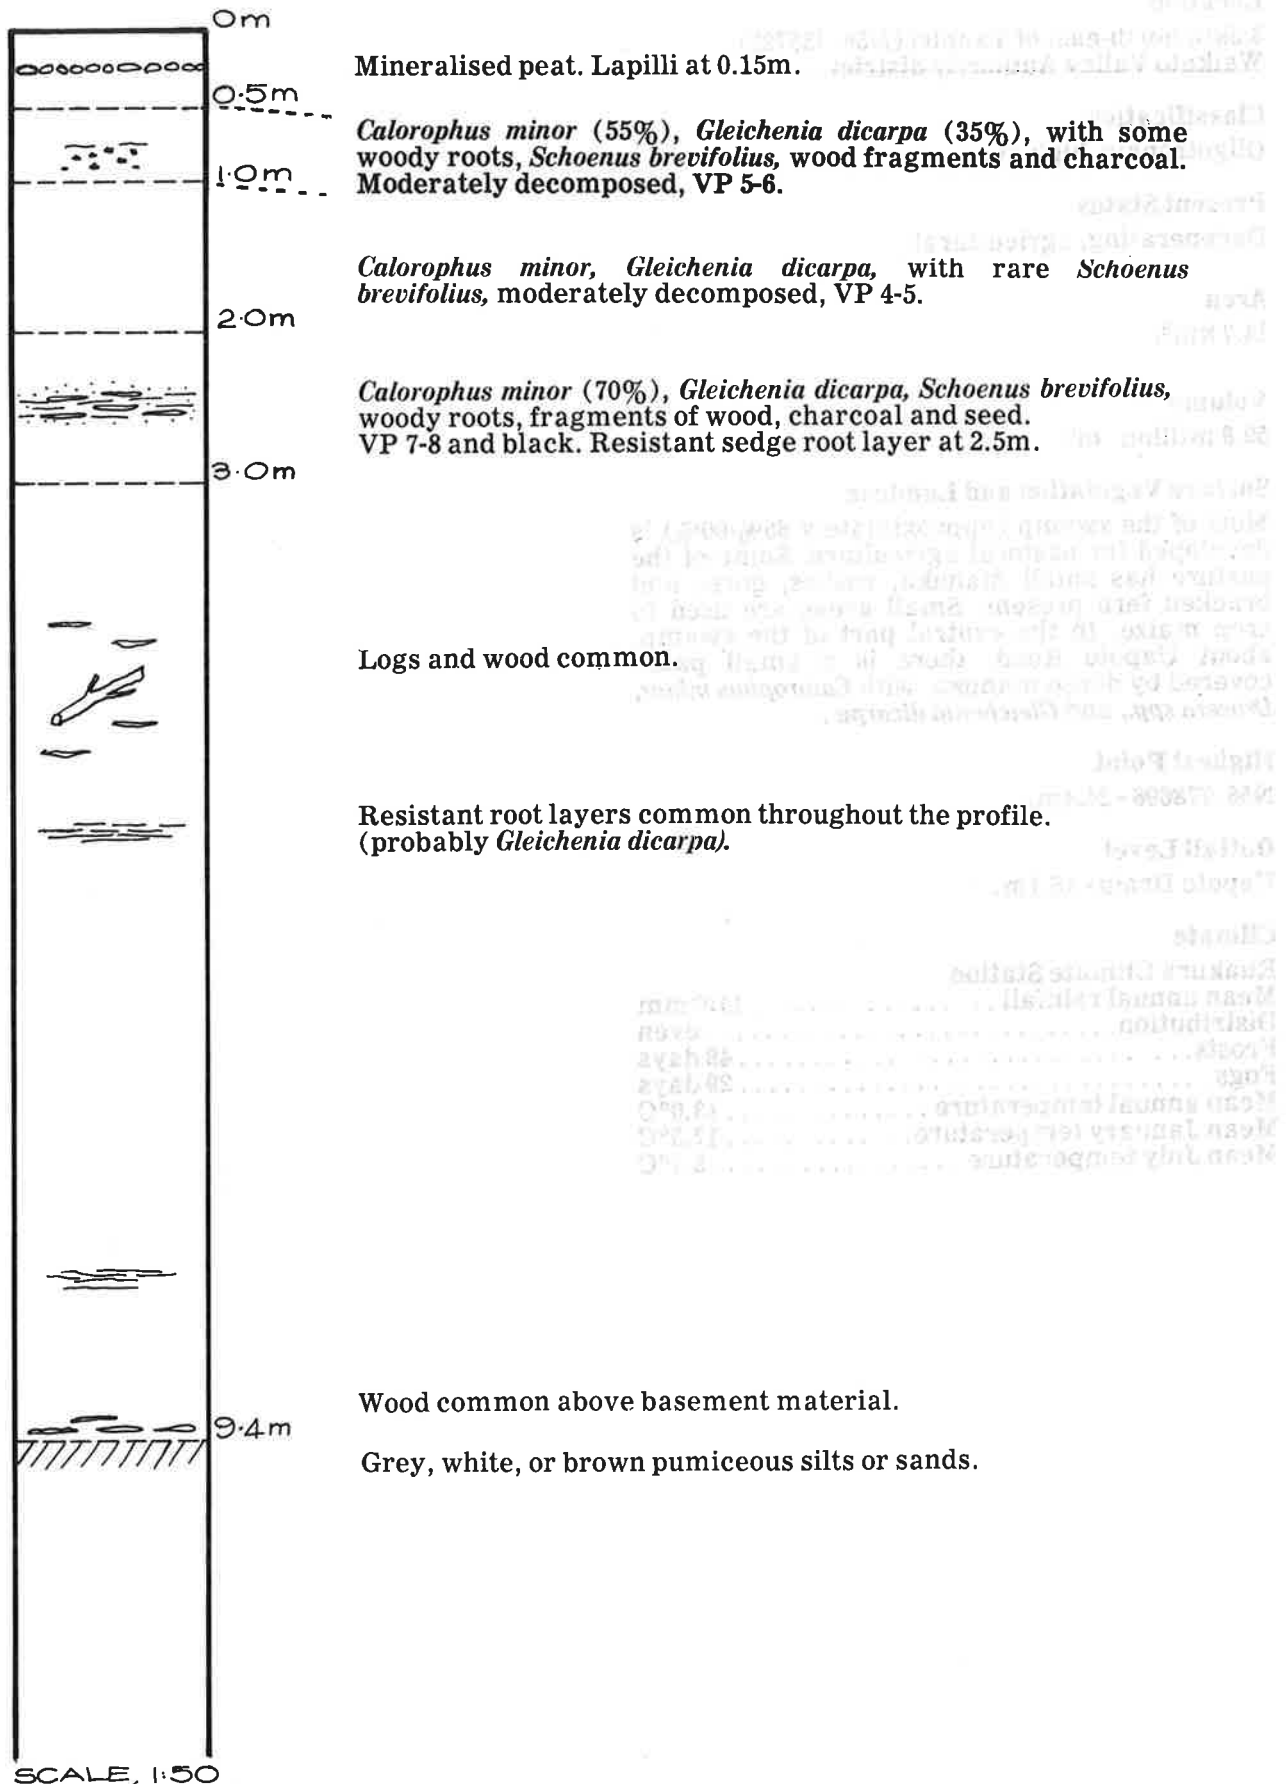 0m
Mineralised peat. Lapilli at 0.15m.
0.5m
Calorophus minor (55%), Gleichenia dicarpa (35%), with some
woody roots, Schoenus brevifolius, wood fragments and charcoal.
Moderately decomposed, VP 5-6.
1.0m
Calorophus minor, Gleichenia dicarpa, with rare Schoenus
brevifolius, moderately decomposed, VP 4-5.
2.0m
Calorophus minor (70%), Gleichenia dicarpa, Schoenus brevifolius,
woody roots, fragments of wood, charcoal and seed.
VP 7-8 and black. Resistant sedge root layer at 2.5m.
3.0m
Logs and wood common.
Resistant root layers common throughout the profile.
(probably Gleichenia dicarpa).
Wood common above basement material.
9.4m
Grey, white, or brown pumiceous silts or sands.
SCALE, 1:50